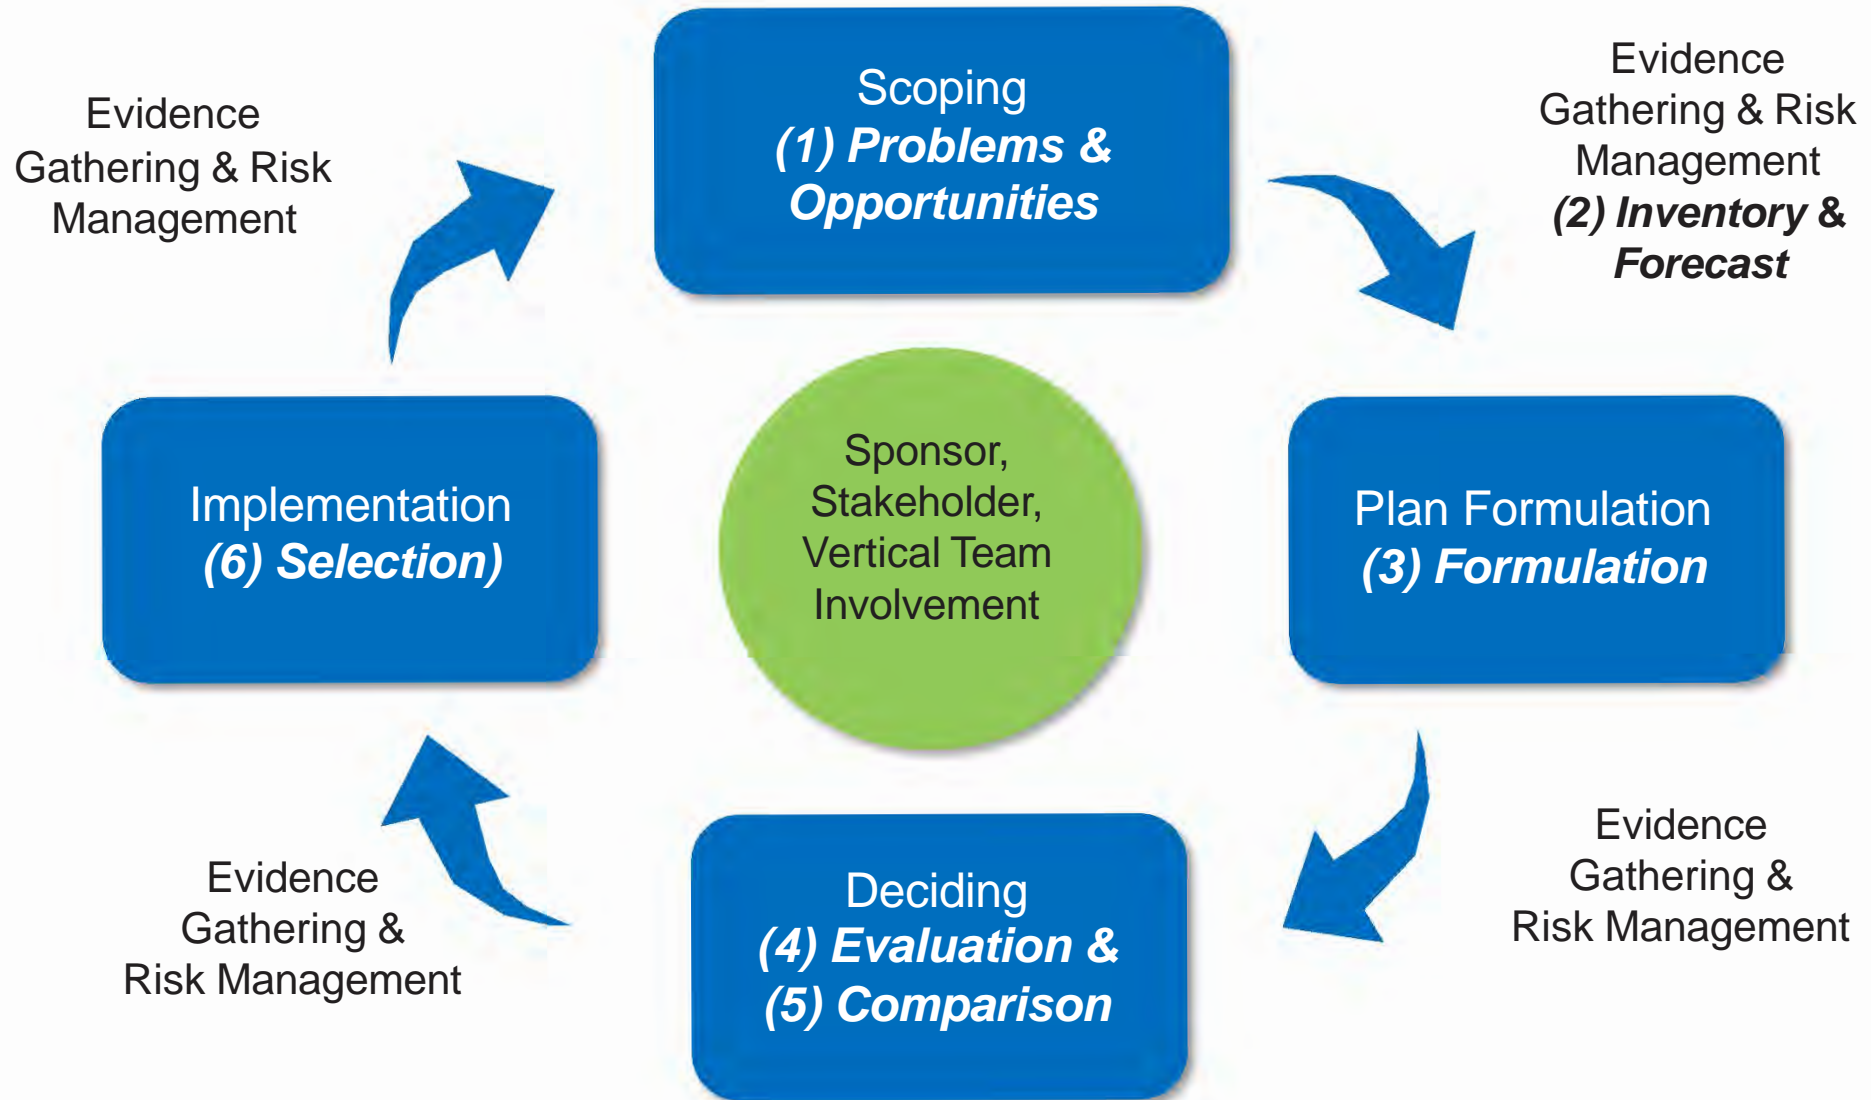 Scoping
(1) Problems &
Opportunities
Evidence
Gathering & Risk
Management
(2) Inventory &
Forecast
Plan Formulation
(3) Formulation
Evidence
Gathering &
Risk Management
Deciding
(4) Evaluation &
(5) Comparison
Evidence
Gathering &
Risk Management
Implementation
(6) Selection)
Evidence
Gathering & Risk
Management
Sponsor,
Stakeholder,
Vertical Team
Involvement